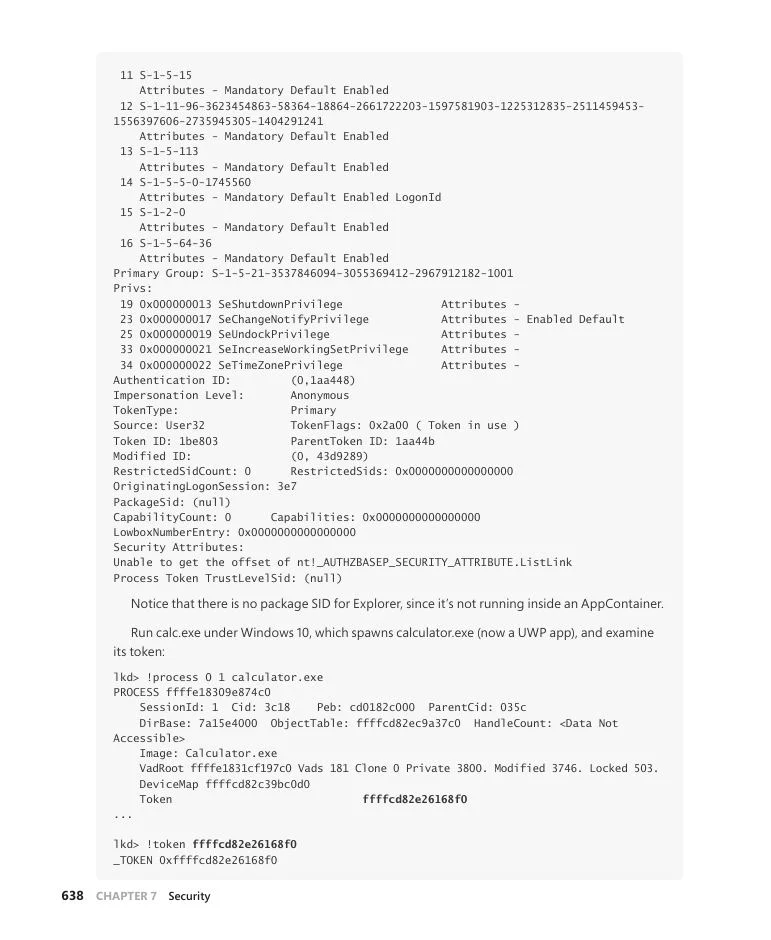 11 S-1-5-15
Attributes - Mandatory Default Enabled
12 S-1-11-96-3623454863-58364-18864-2661722203-1597581903-1225312835-2511459453-
1556397606-2735945305-1404291241
Attributes - Mandatory Default Enabled
13 S-1-5-113
Attributes - Mandatory Default Enabled
14 S-1-5-5-0-1745560
Attributes - Mandatory Default Enabled LogonId
15 S-1-2-0
Attributes - Mandatory Default Enabled
16 S-1-5-64-36
Attributes - Mandatory Default Enabled
Primary Group: S-1-5-21-3537846094-3055369412-2967912182-1001
Privs:
19 0x000000013 SeShutdownPrivilege Attributes -
23 0x000000017 SeChangeNotifyPrivilege Attributes - Enabled Default
25 0x000000019 SeUndockPrivilege Attributes -
33 0x000000021 SeIncreaseWorkingSetPrivilege Attributes -
34 0x000000022 SeTimeZonePrivilege Attributes -
Authentication ID: (0,1aa448)
Impersonation Level: Anonymous
TokenType: Primary
Source: User32 TokenFlags: 0x2a00 ( Token in use )
Token ID: 1be803 ParentToken ID: 1aa44b
Modified ID: (0, 43d9289)
RestrictedSidCount: 0 RestrictedSids: 0x0000000000000000
OriginatingLogonSession: 3e7
PackageSid: (null)
CapabilityCount: 0 Capabilities: 0x0000000000000000
LowboxNumberEntry: 0x0000000000000000
Security Attributes:
Unable to get the offset of nt!_AUTHZBASEP_SECURITY_ATTRIBUTE.ListLink
Process Token TrustLevelSid: (null)
Notice that there is no package SID for Explorer, since it's not running inside an AppContainer.
Run calc.exe under Windows 10, which spawns calculator.exe (now a UWP app), and examine
its token:
lkd> !process 0 1 calculator.exe
PROCESS ffffe18309e874c0
SessionId: 1 Cid: 3c18 Peb: cd0182c000 ParentCid: 035c
DirBase: 7a15e4000 ObjectTable: ffffcd82ec9a37c0 HandleCount: <Data Not
Accessible>
Image: Calculator.exe
VadRoot ffffe1831cf197c0 Vads 181 Clone 0 Private 3800. Modified 3746. Locked 503.
DeviceMap ffffcd82c39bc0d0
Token ffffcd82e26168f0
...
lkd> !token ffffcd82e26168f0
_TOKEN 0xffffcd82e26168f0
638 CHAPTER 7 Security